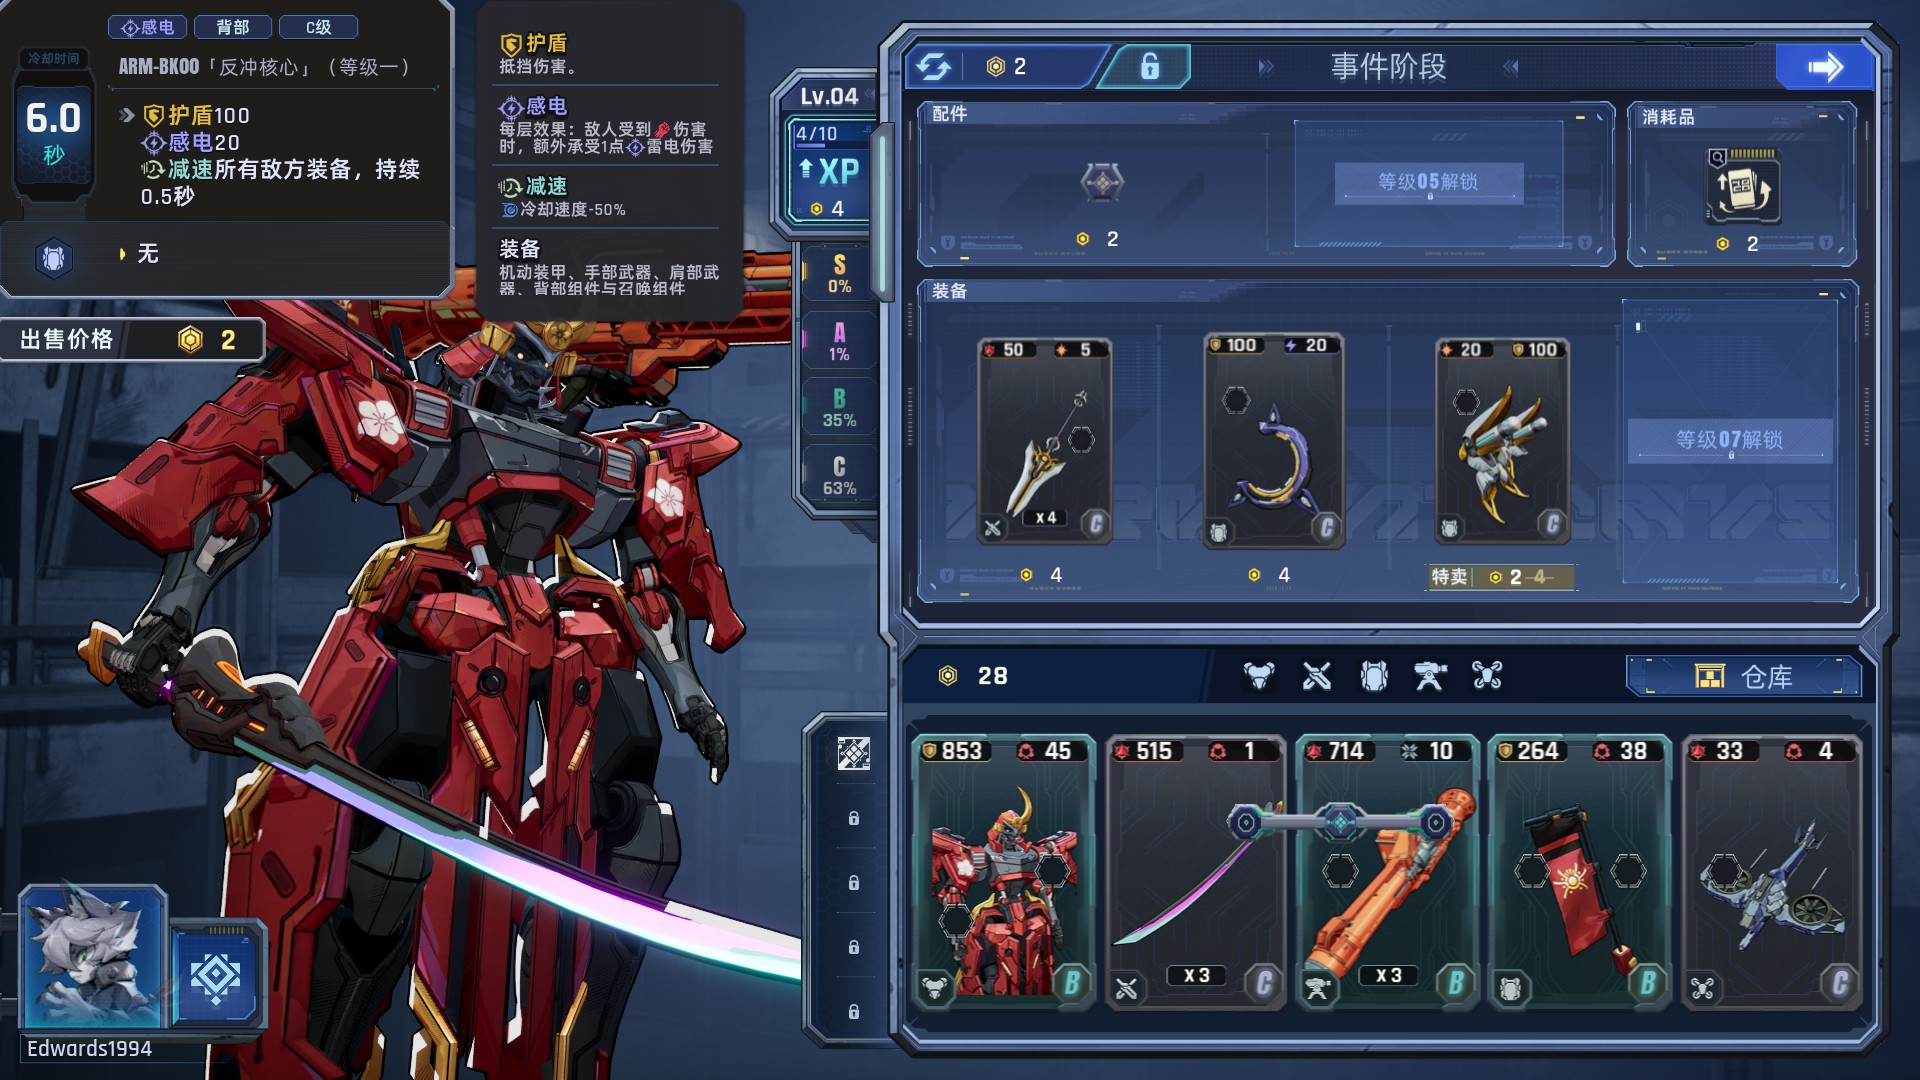 感电
背部
C级
冷却时间
6.0
秒
ARM-BK00「反冲核心」（等级一）
护盾100
感电20
减速所有敌方装备，持续
0.5秒
无
出售价格
2
护盾
抵挡伤害。
感电
每层效果：敌人受到伤害
时，额外承受1点雷电伤害
减速
冷却速度-50%
装备
机动装甲、手部武器、肩部武
器、背部组件与召唤组件
Lv.04
4/10
XP
4
S
0%
A
1%
B
35%
C
63%
2
事件阶段
配件
2
等级05解锁
消耗品
2
装备
50
5
x4
C
4
100
20
C
4
20
100
C
特卖
2
4
等级07解锁
28
仓库
853
45
B
515
1
x3
C
714
10
x3
B
264
38
B
33
4
C
Edwards1994